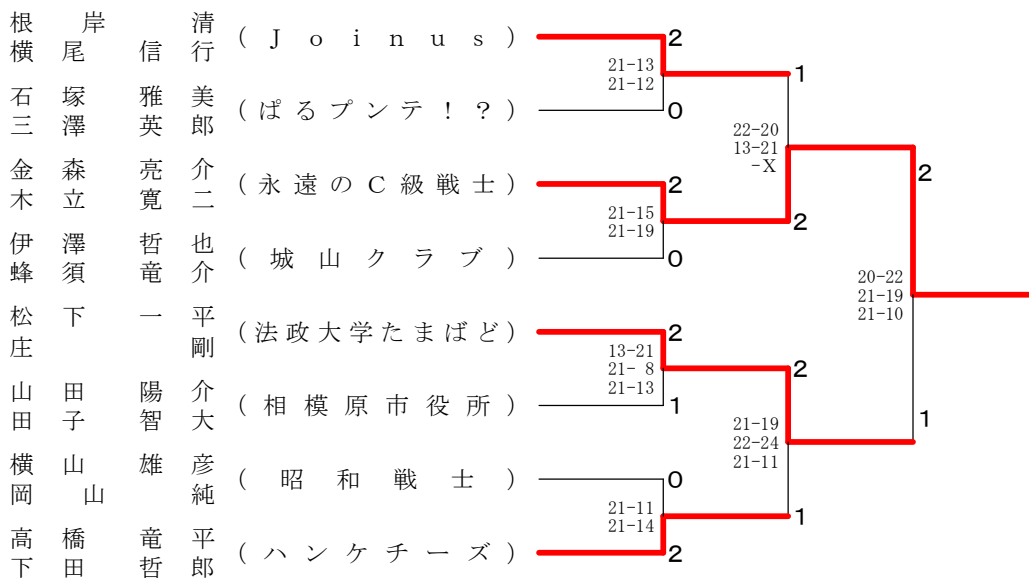 根岸清
横尾信行
(Joinus)
石塚雅美
三澤英郎
(ぱるプンテ！？)
金森亮介
木立寛二
(永遠のC級戦士)
伊澤哲也
蜂須竜介
(城山クラブ)
松下一平
庄剛
(法政大学たまばど)
山田陽介
田子智大
(相模原市役所)
横山雄彦
岡山純
(昭和戦士)
高橋竜平
下田哲郎
(ハンケチーズ)
2
21-13
21-12
0
2
21-15
21-19
0
2
13-21
21- 8
21-13
1
0
21-11
21-14
2
1
22-20
13-21
-X
2
2
21-19
22-24
21-11
1
2
20-22
21-19
21-10
1